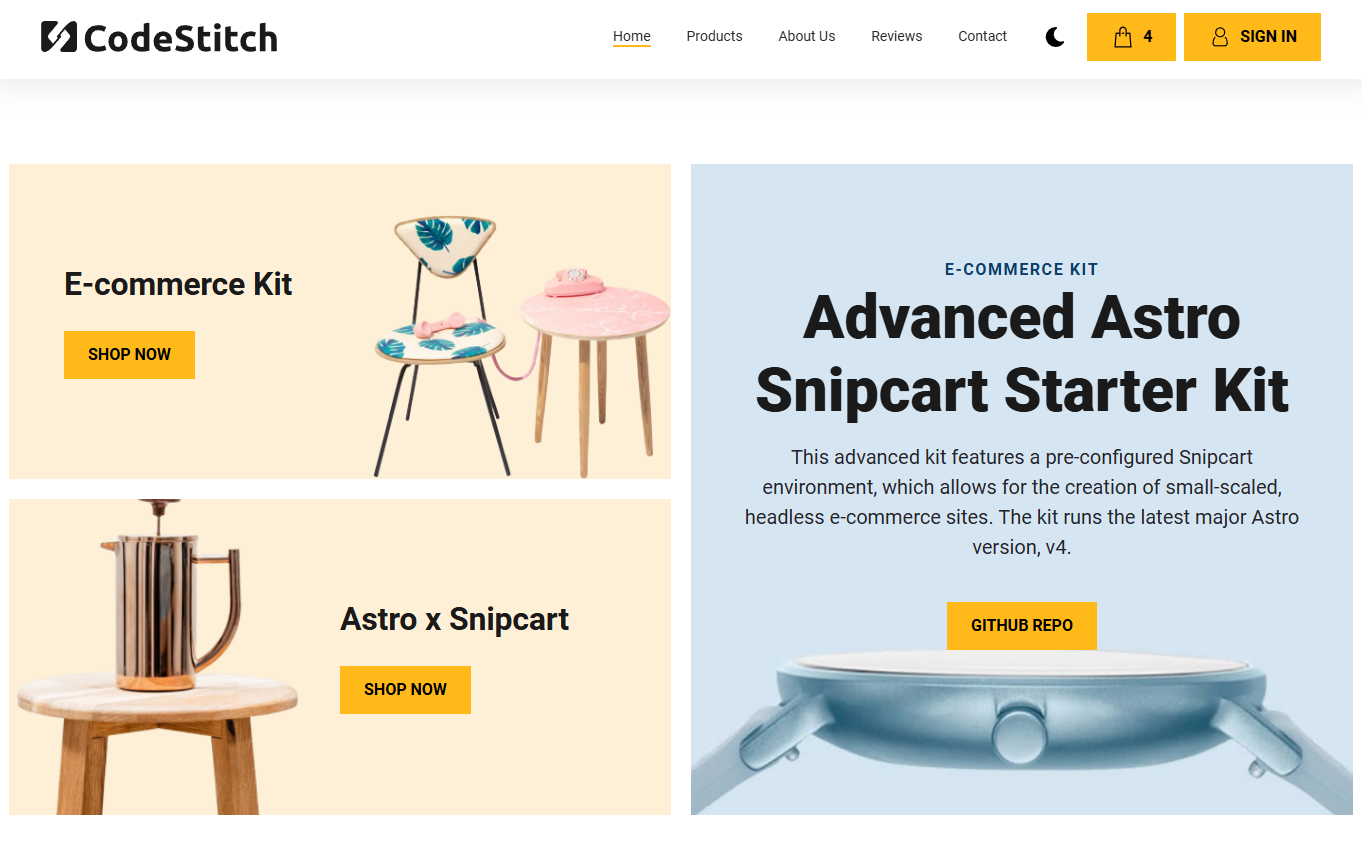 CodeStitch
Home
Products
About Us
Reviews
Contact
4
SIGN IN
E-commerce Kit
SHOP NOW
Astro x Snipcart
SHOP NOW
E-COMMERCE KIT
Advanced Astro
Snipcart Starter Kit
This advanced kit features a pre-configured Snipcart
environment, which allows for the creation of small-scaled,
headless e-commerce sites. The kit runs the latest major Astro
version, v4.
GITHUB REPO